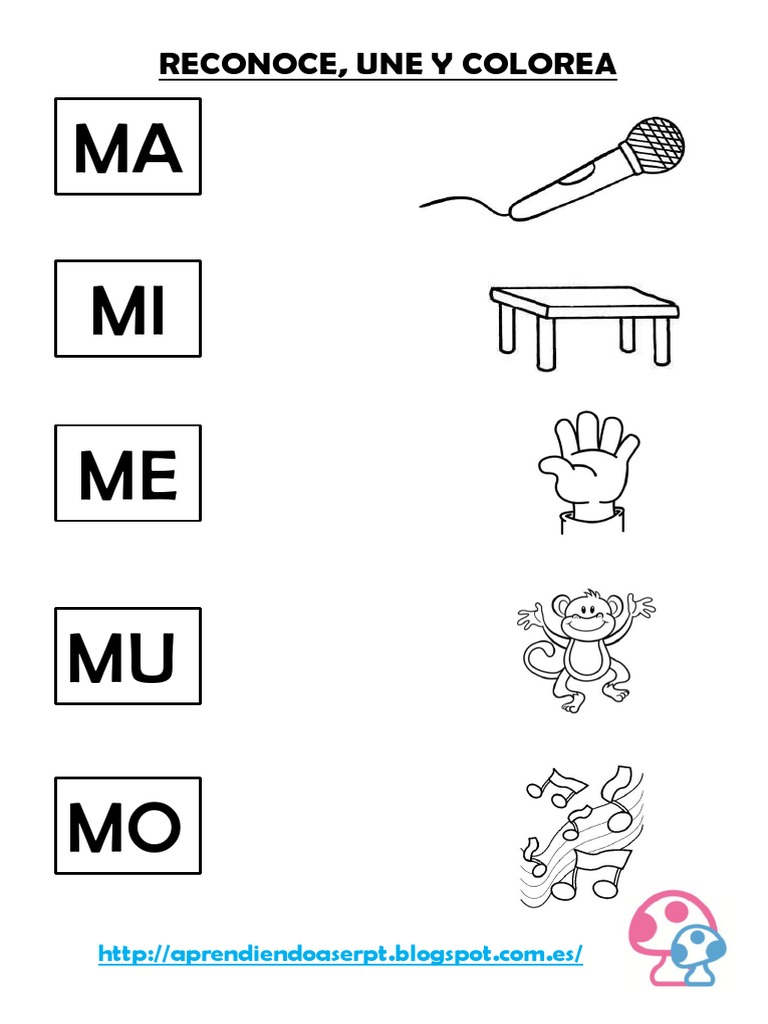 RECONOCE, UNE Y COLOREA
MA
MI
ME
MU
MO
http://aprendiendoaserpt.blogspot.com.es/